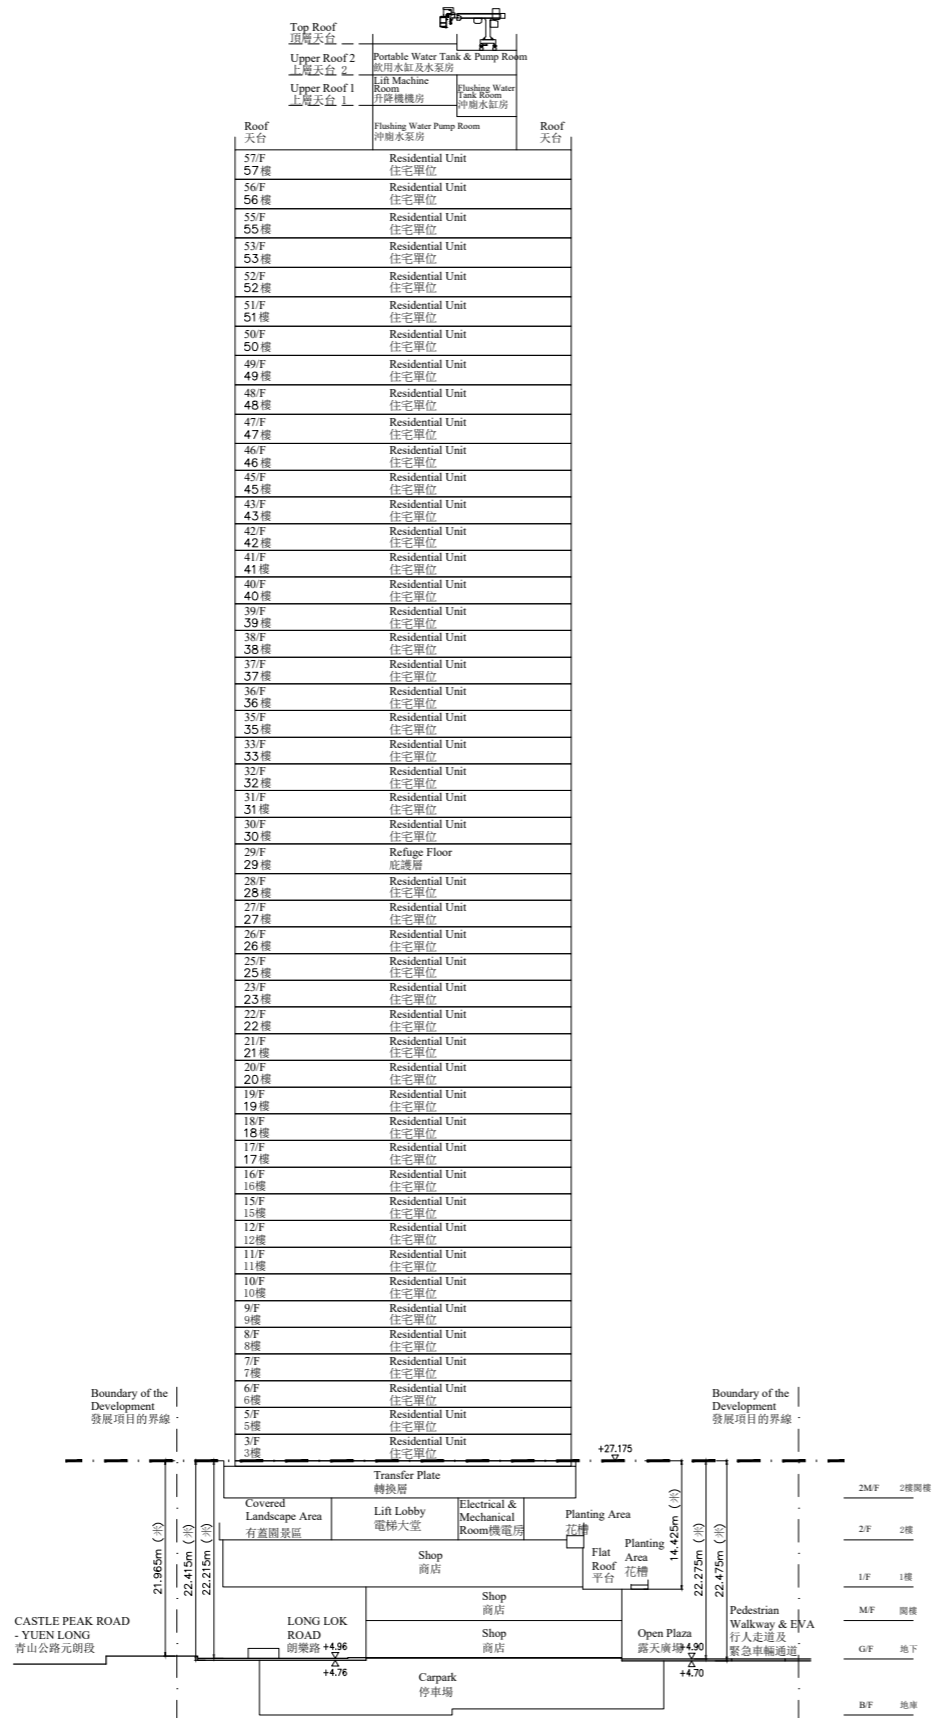 Top Roof
頂層天台
Upper Roof 2
上層天台 2
Portable Water Tank & Pump Room
飲用水缸及水泵房
Upper Roof 1
上層天台 1
Lift Machine
Room
升降機機房
Flushing Water
Tank Room
沖廁水缸房
Roof
天台
Flushing Water Pump Room
沖廁水泵房
Roof
天台
57/F Residential Unit
57樓 住宅單位
56/F Residential Unit
56樓 住宅單位
55/F Residential Unit
55樓 住宅單位
53/F Residential Unit
53樓 住宅單位
52/F Residential Unit
52樓 住宅單位
51/F Residential Unit
51樓 住宅單位
50/F Residential Unit
50樓 住宅單位
49/F Residential Unit
49樓 住宅單位
48/F Residential Unit
48樓 住宅單位
47/F Residential Unit
47樓 住宅單位
46/F Residential Unit
46樓 住宅單位
45/F Residential Unit
45樓 住宅單位
43/F Residential Unit
43樓 住宅單位
42/F Residential Unit
42樓 住宅單位
41/F Residential Unit
41樓 住宅單位
40/F Residential Unit
40樓 住宅單位
39/F Residential Unit
39樓 住宅單位
38/F Residential Unit
38樓 住宅單位
37/F Residential Unit
37樓 住宅單位
36/F Residential Unit
36樓 住宅單位
35/F Residential Unit
35樓 住宅單位
33/F Residential Unit
33樓 住宅單位
32/F Residential Unit
32樓 住宅單位
31/F Residential Unit
31樓 住宅單位
30/F Residential Unit
30樓 住宅單位
29/F Refuge Floor
29樓 庇護層
28/F Residential Unit
28樓 住宅單位
27/F Residential Unit
27樓 住宅單位
26/F Residential Unit
26樓 住宅單位
25/F Residential Unit
25樓 住宅單位
23/F Residential Unit
23樓 住宅單位
22/F Residential Unit
22樓 住宅單位
21/F Residential Unit
21樓 住宅單位
20/F Residential Unit
20樓 住宅單位
19/F Residential Unit
19樓 住宅單位
18/F Residential Unit
18樓 住宅單位
17/F Residential Unit
17樓 住宅單位
16/F Residential Unit
16樓 住宅單位
15/F Residential Unit
15樓 住宅單位
12/F Residential Unit
12樓 住宅單位
11/F Residential Unit
11樓 住宅單位
10/F Residential Unit
10樓 住宅單位
9/F Residential Unit
9樓 住宅單位
8/F Residential Unit
8樓 住宅單位
7/F Residential Unit
7樓 住宅單位
6/F Residential Unit
6樓 住宅單位
5/F Residential Unit
5樓 住宅單位
3/F Residential Unit
3樓 住宅單位
Boundary of the
Development
發展項目的界線
Boundary of the
Development
發展項目的界線
+27.175
Transfer Plate
轉換層
2M/F 2樓閣樓
Covered
Landscape Area
有蓋園景區
Lift Lobby
電梯大堂
Electrical &
Mechanical
Room機電房
Planting Area
花槽
2/F 2樓
21.965m (米)
22.415m (米)
22.215m (米)
14.425m (米)
22.275m (米)
22.475m (米)
Shop
商店
Flat
Roof
平台
Planting
Area
花槽
1/F 1樓
Shop
商店
M/F 閣樓
CASTLE PEAK ROAD
- YUEN LONG
青山公路元朗段
LONG LOK
ROAD
朗樂路
+4.96
+4.76
Shop
商店
Open Plaza
露天廣場
+4.90
+4.70
Pedestrian
Walkway & EVA
行人走道及
緊急車輛通道
G/F 地下
Carpark
停車場
B/F 地庫